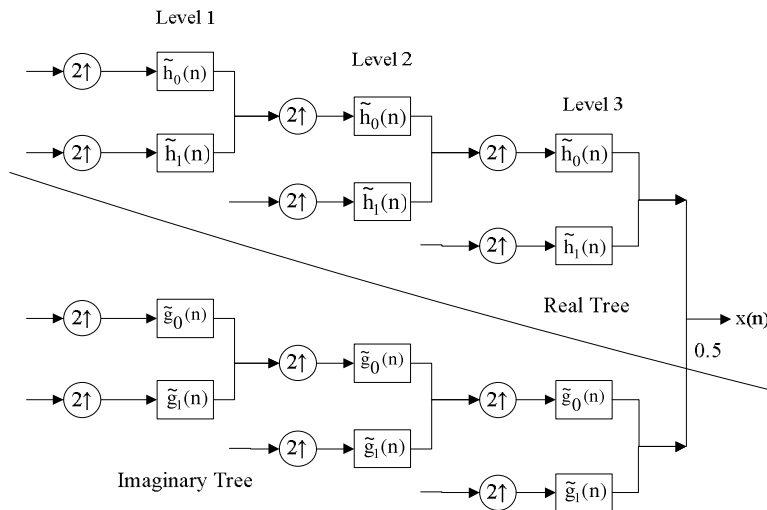 Level 1
2↑
h̃₀(n)
Level 2
2↑
h̃₁(n)
2↑
h̃₀(n)
Level 3
2↑
h̃₁(n)
2↑
h̃₀(n)
2↑
h̃₁(n)
Real Tree
2↑
g̃₀(n)
x(n)
0.5
2↑
g̃₀(n)
2↑
g̃₁(n)
2↑
g̃₀(n)
2↑
g̃₁(n)
Imaginary Tree
2↑
g̃₁(n)